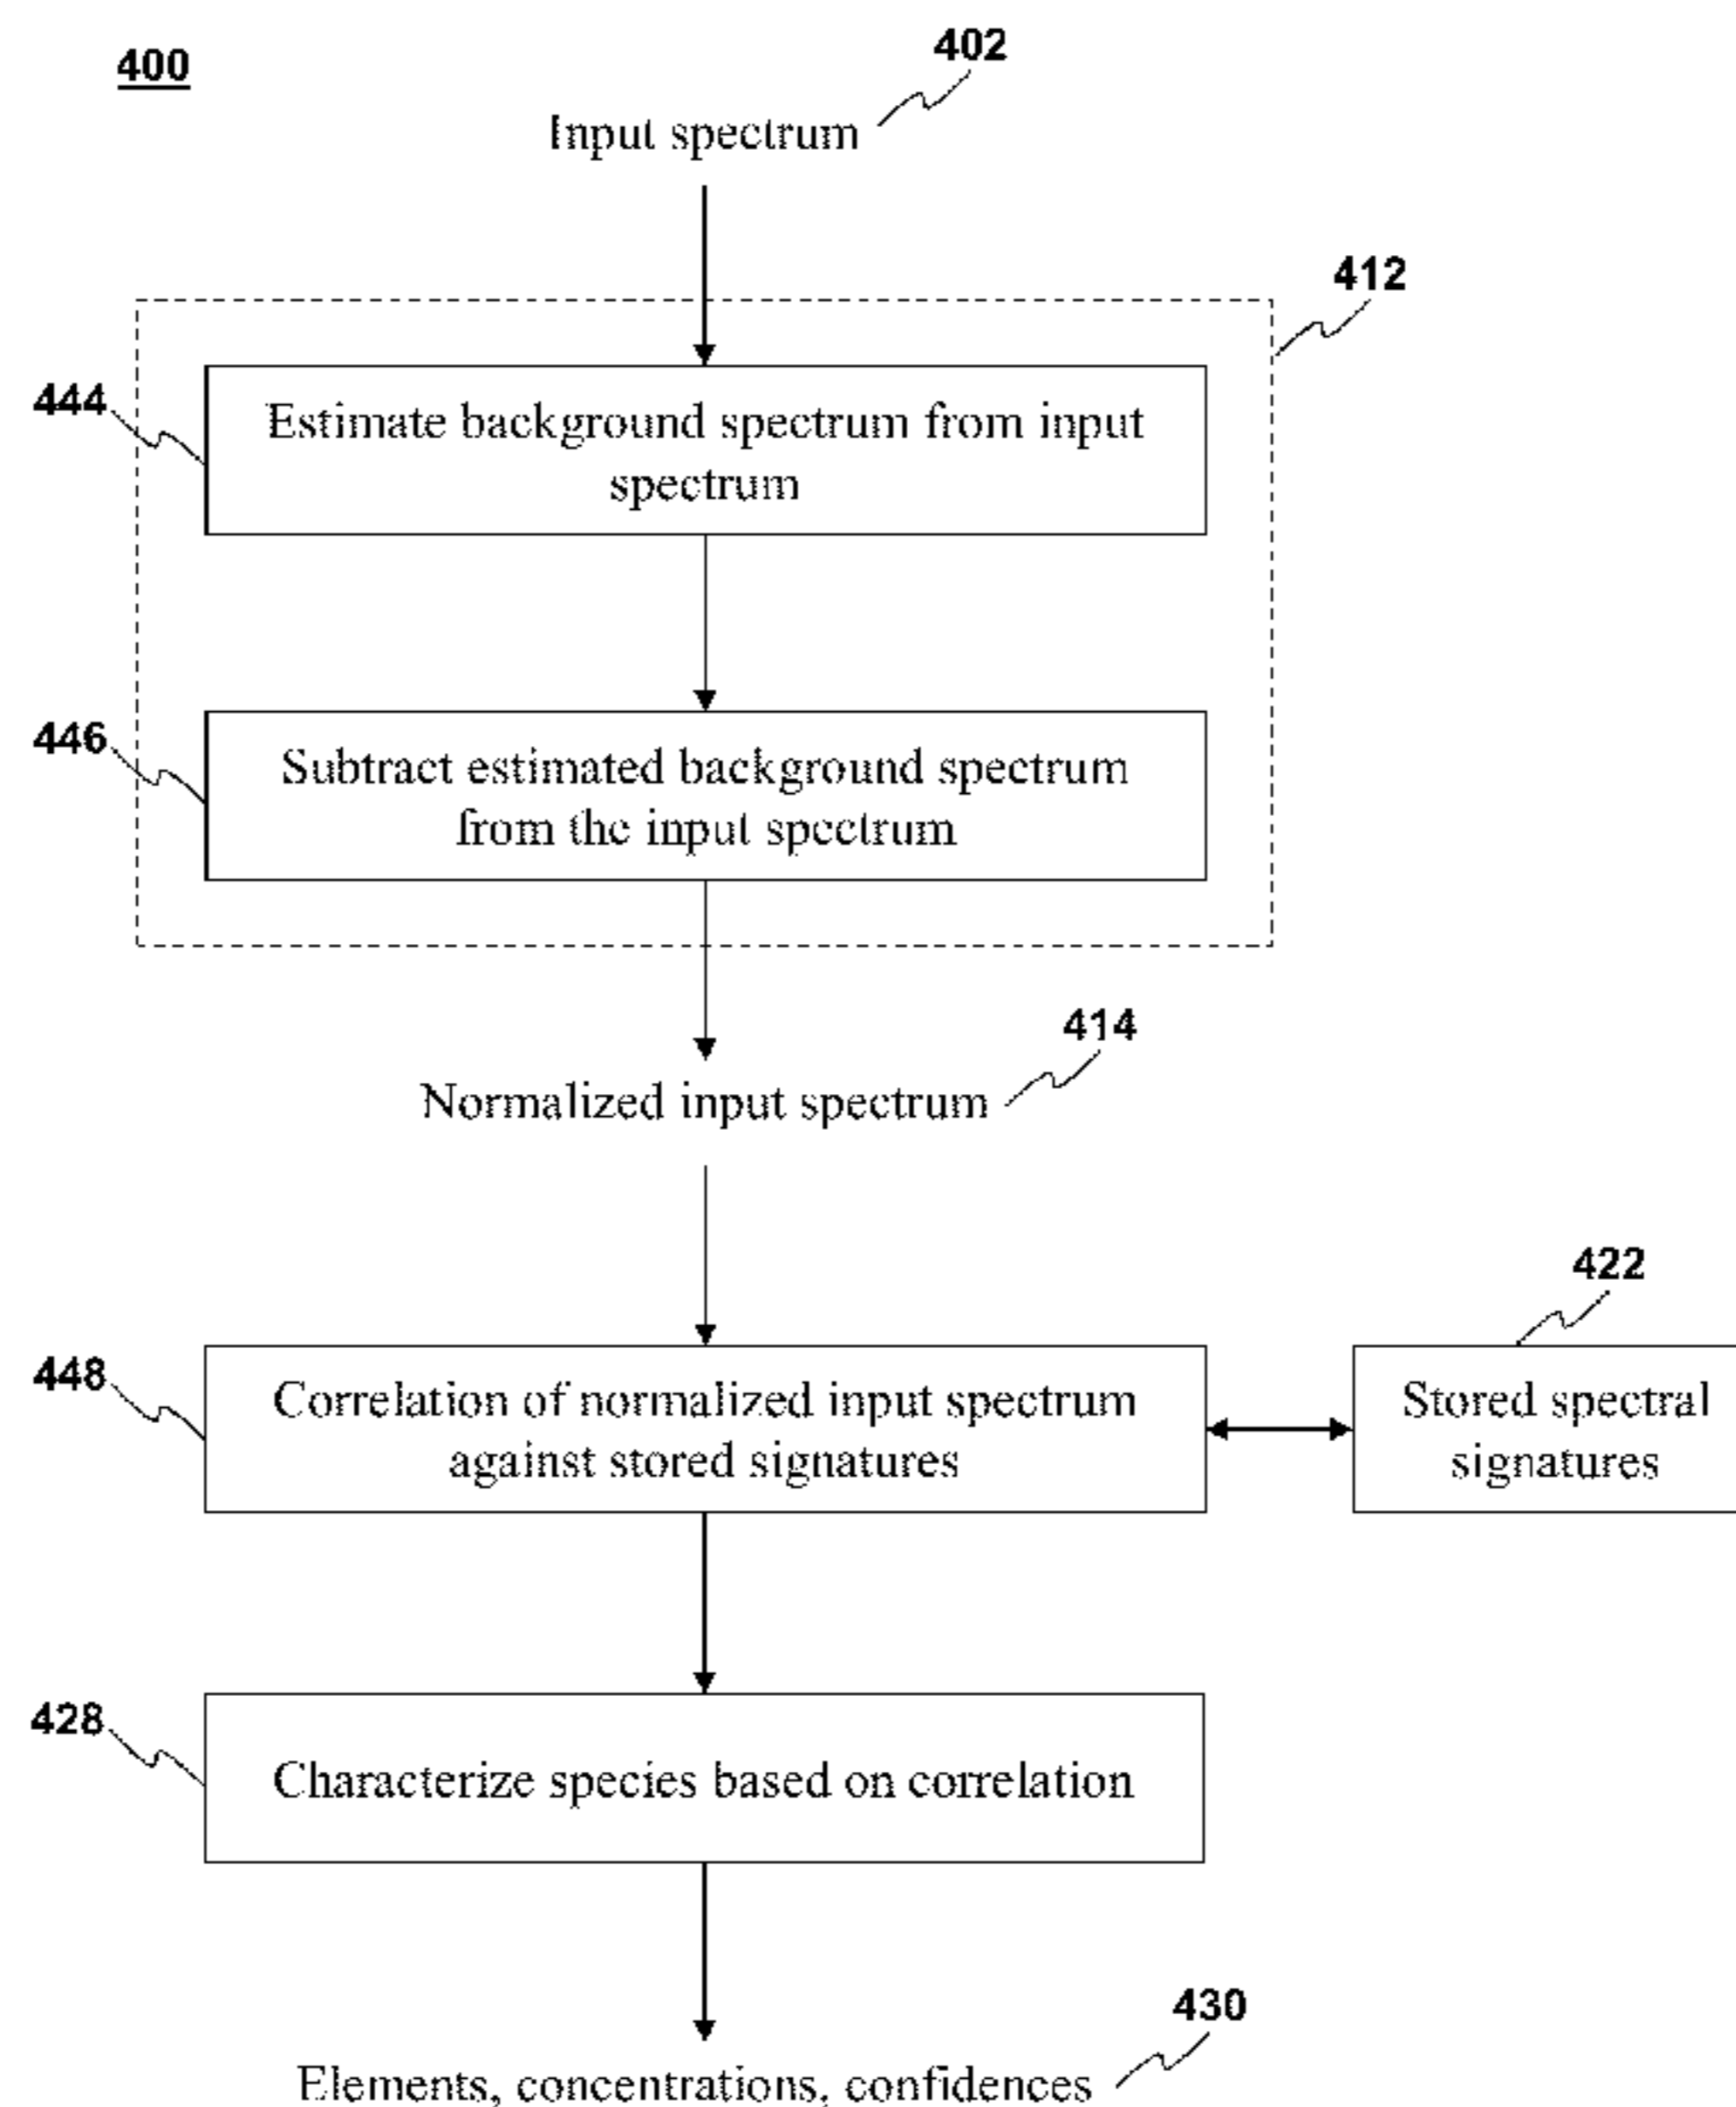 400
402
Input spectrum
412
444
Estimate background spectrum from input
spectrum
446
Subtract estimated background spectrum
from the input spectrum
414
Normalized input spectrum
422
448
Correlation of normalized input spectrum
against stored signatures
Stored spectral
signatures
428
Characterize species based on correlation
430
Elements, concentrations, confidences